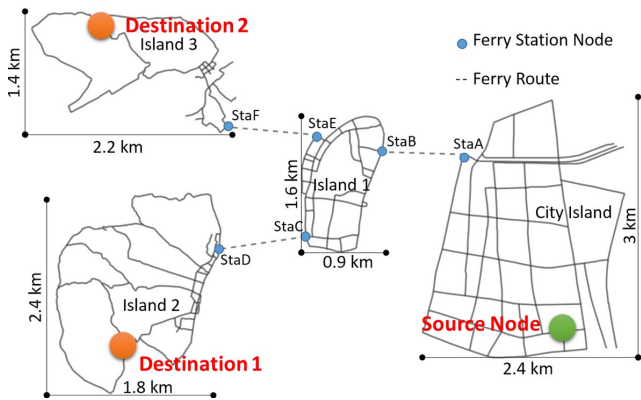 Destination 2
Island 3
1.4 km
StaF
2.2 km
Ferry Station Node
Ferry Route
StaE
StaB
StaA
1.6 km
Island 1
StaC
0.9 km
City Island
3 km
StaD
2.4 km
Island 2
Destination 1
1.8 km
Source Node
2.4 km